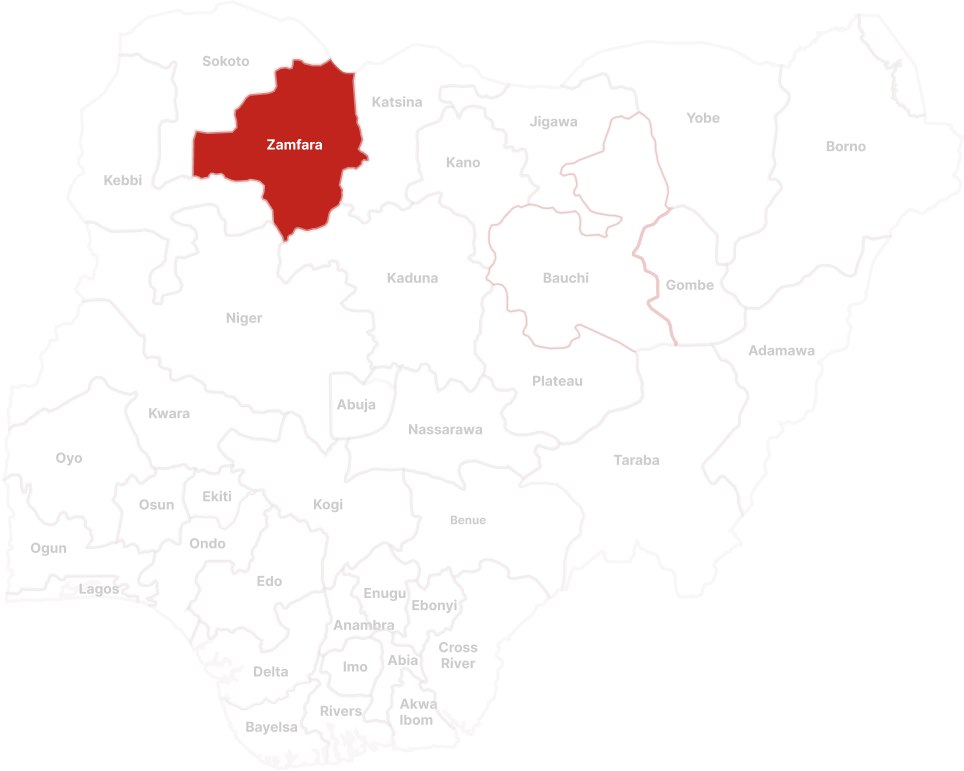 Sokoto
Katsina
Jigawa
Yobe
Zamfara
Borno
Kano
Kebbi
Kaduna
Bauchi
Gombe
Niger
Adamawa
Plateau
Abuja
Kwara
Nassarawa
Oyo
Taraba
Ekiti
Osun
Kogi
Benue
Ogun
Ondo
Edo
Lagos
Enugu
Ebonyi
Anambra
Cross
River
Abia
Imo
Delta
Akwa
Ibom
Rivers
Bayelsa